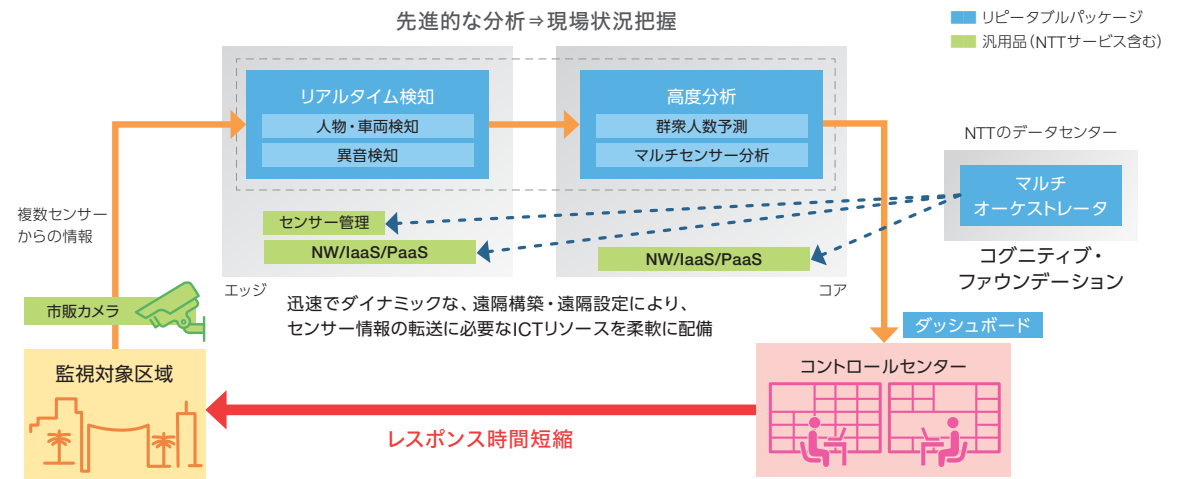 先進的な分析⇒現場状況把握
リピータブルパッケージ
汎用品（NTTサービス含む）
リアルタイム検知
人物・車両検知
異音検知
高度分析
群衆人数予測
マルチセンサー分析
NTTのデータセンター
マルチ
オーケストレータ
コグニティブ・
ファウンデーション
複数センサー
からの情報
センサー管理
NW/IaaS/PaaS
NW/IaaS/PaaS
エッジ
コア
迅速でダイナミックな、遠隔構築・遠隔設定により、
センサー情報の転送に必要なICTリソースを柔軟に配備
市販カメラ
ダッシュボード
監視対象区域
コントロールセンター
レスポンス時間短縮